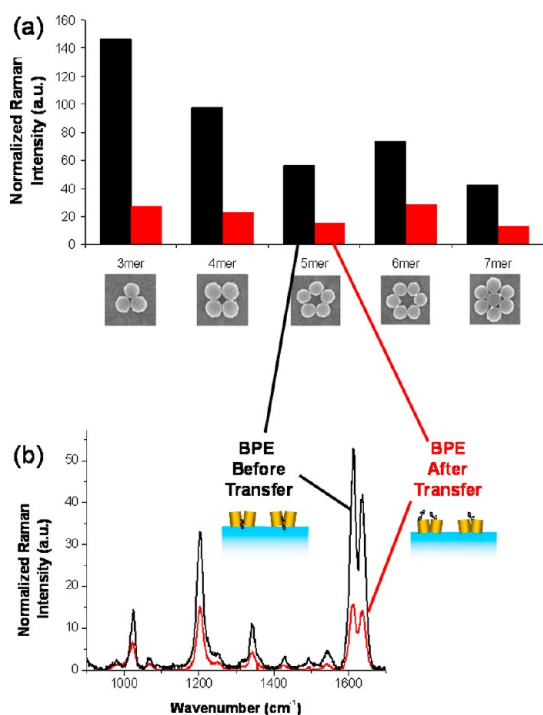 (a)
Normalized Raman
Intensity (a.u.)
160
140
120
100
80
60
40
20
0
3mer
4mer
5mer
6mer
7mer
(b)
Normalized Raman
Intensity (a.u.)
50
40
30
20
10
0
BPE
Before
Transfer
BPE
After
Transfer
1000
1200
1400
1600
Wavenumber (cm⁻¹)